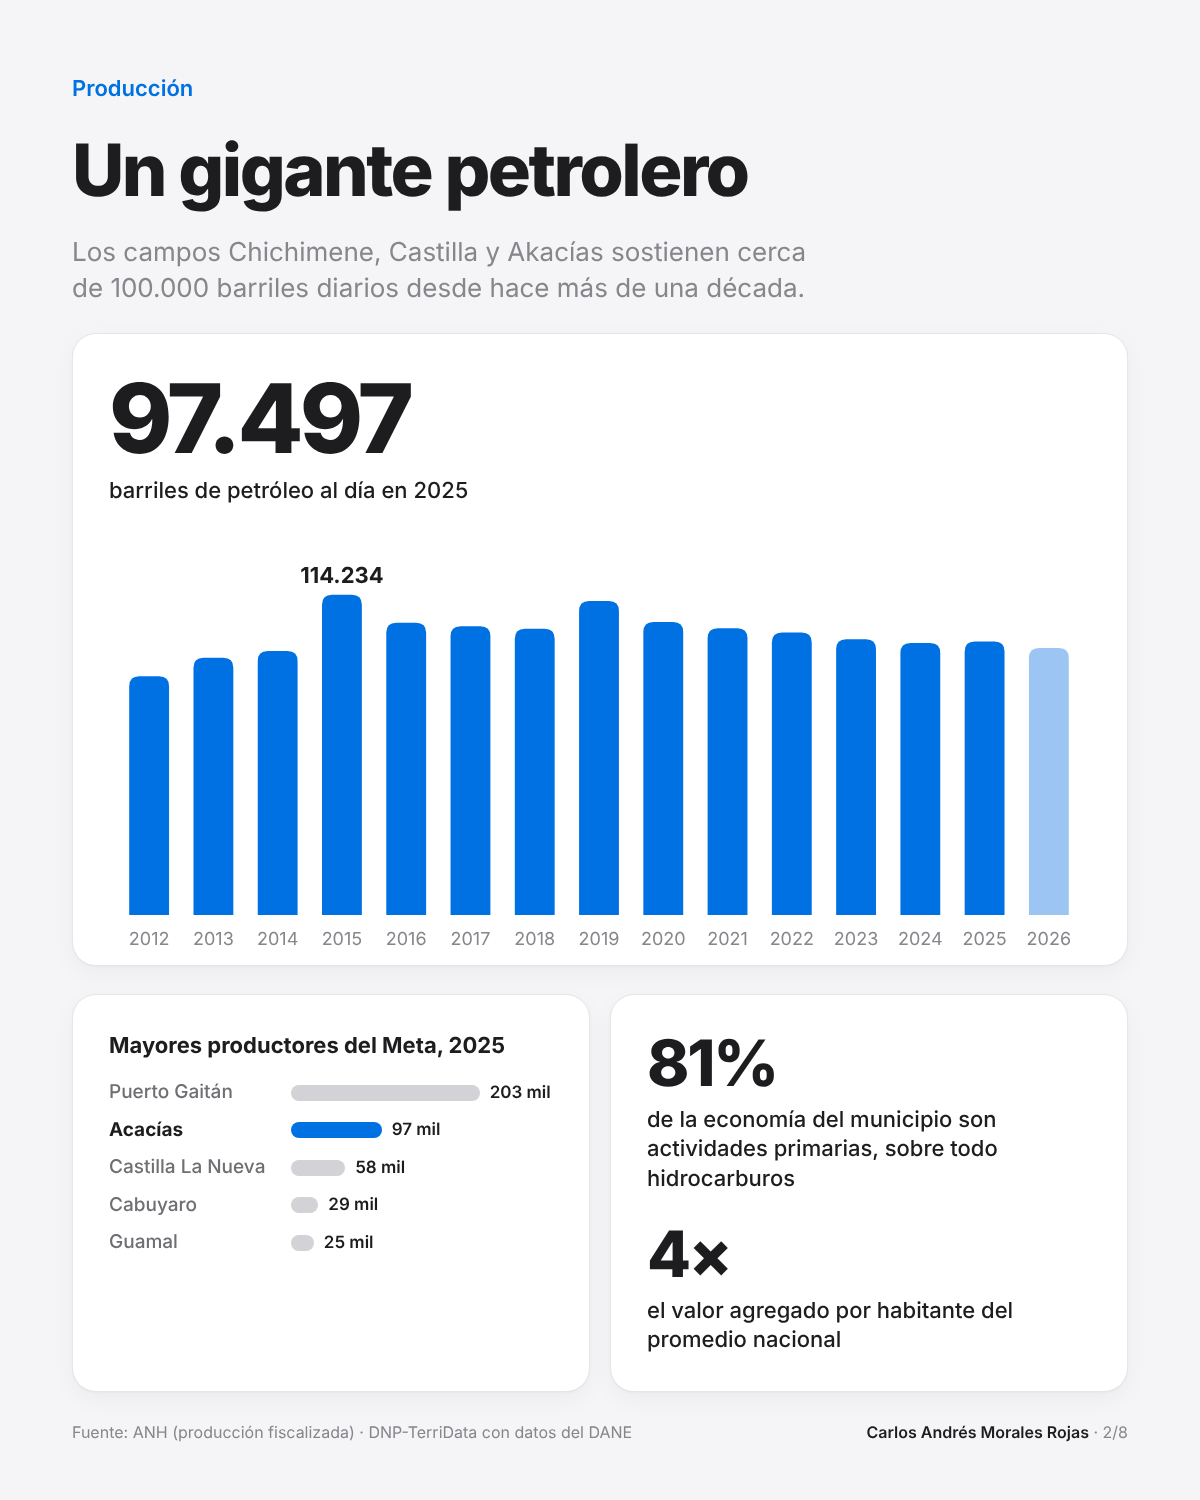 Producción
Un gigante petrolero
Los campos Chichimene, Castilla y Akacías sostienen cerca
de 100.000 barriles diarios desde hace más de una década.
97.497
barriles de petróleo al día en 2025
114.234
2012 2013 2014 2015 2016 2017 2018 2019 2020 2021 2022 2023 2024 2025 2026
Mayores productores del Meta, 2025
Puerto Gaitán 203 mil
Acacías 97 mil
Castilla La Nueva 58 mil
Cabuyaro 29 mil
Guamal 25 mil
81%
de la economía del municipio son
actividades primarias, sobre todo
hidrocarburos
4×
el valor agregado por habitante del
promedio nacional
Fuente: ANH (producción fiscalizada) · DNP-TerriData con datos del DANE
Carlos Andrés Morales Rojas · 2/8